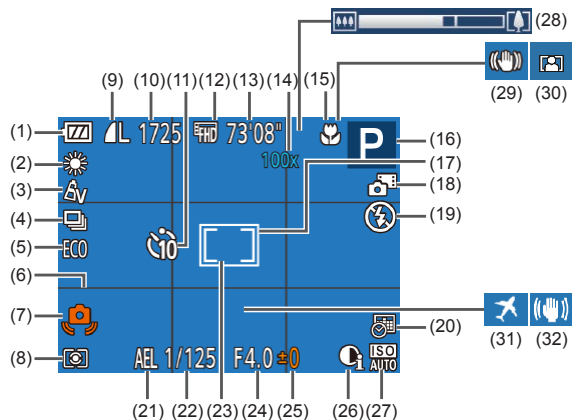 (28)
(9) (10) (11) (12) (13) (14) (15)
(29) (30)
(1) L 1725 FHD 73'08" P (16)
100x
(2) (17)
(3) V (18)
(4) (19)
(5) ECO 10
(6)
(7) (31) (32)
(20)
(8) AEL 1/125 F4.0 ±0 i ISO AUTO
(21) (22) (23) (24) (25) (26) (27)